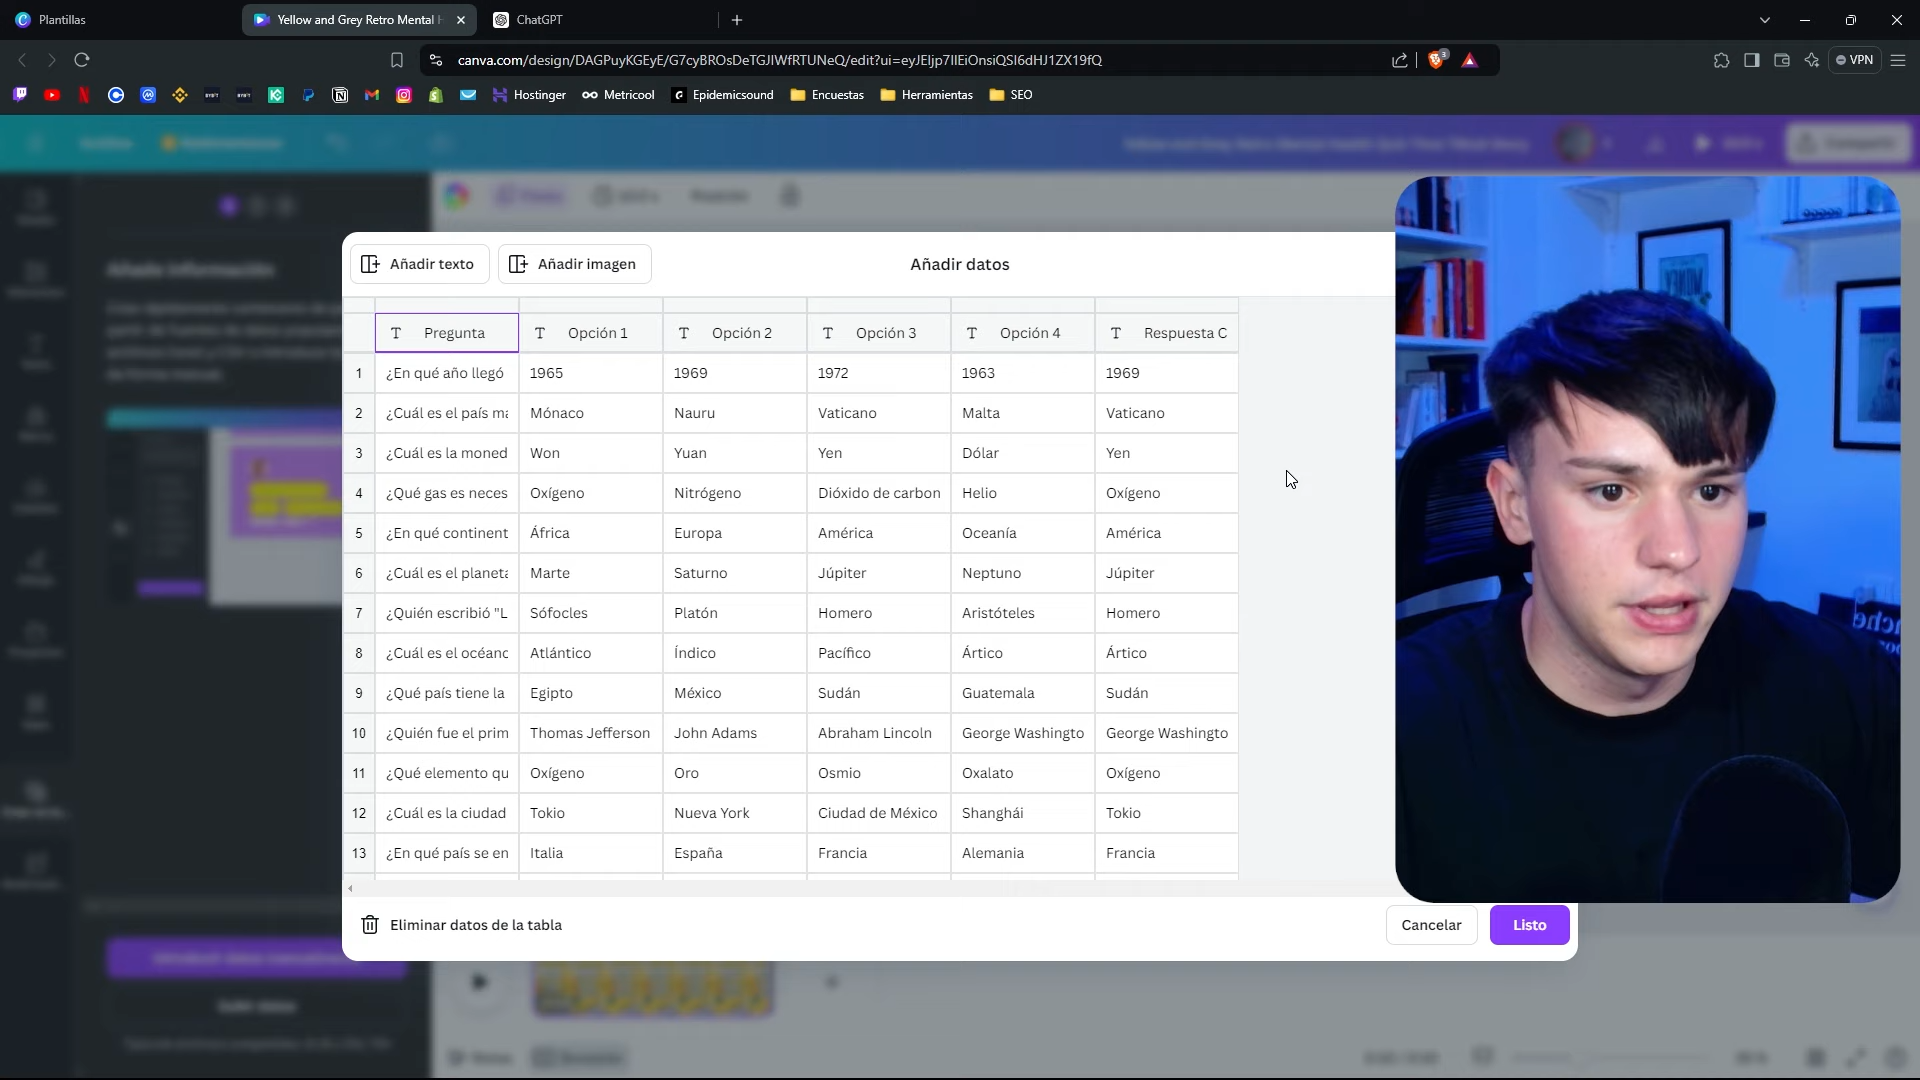 Plantillas
Yellow and Grey Retro Mental H
ChatGPT
canva.com/design/DAGPuyKGEyE/G7cyBROsDeTGJlWfRTUNeQ/edit?ui=eyJEIjp7IlEiOnsiQSI6dHJ1ZX19fQ
3
VPN
Hostinger
Metricool
Epidemicsound
Encuestas
Herramientas
SEO
Añadir texto
Añadir imagen
Añadir datos
Pregunta
Opción 1
Opción 2
Opción 3
Opción 4
Respuesta C
1 ¿En qué año llegó 1965 1969 1972 1963 1969
2 ¿Cuál es el país ma Mónaco Nauru Vaticano Malta Vaticano
3 ¿Cuál es la moned Won Yuan Yen Dólar Yen
4 ¿Qué gas es neces Oxígeno Nitrógeno Dióxido de carbon Helio Oxígeno
5 ¿En qué continent África Europa América Oceanía América
6 ¿Cuál es el planeta Marte Saturno Júpiter Neptuno Júpiter
7 ¿Quién escribió "L Sófocles Platón Homero Aristóteles Homero
8 ¿Cuál es el océano Atlántico Índico Pacífico Ártico Ártico
9 ¿Qué país tiene la Egipto México Sudán Guatemala Sudán
10 ¿Quién fue el prim Thomas Jefferson John Adams Abraham Lincoln George Washingto George Washingto
11 ¿Qué elemento qu Oxígeno Oro Osmio Oxalato Oxígeno
12 ¿Cuál es la ciudad Tokio Nueva York Ciudad de México Shanghái Tokio
13 ¿En qué país se en Italia España Francia Alemania Francia
Eliminar datos de la tabla
Cancelar
Listo